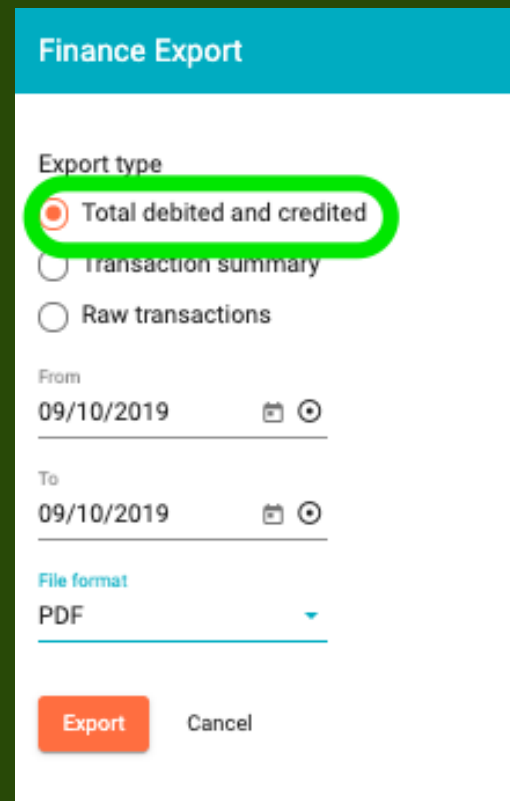 Finance Export
Export type
Total debited and credited
Transaction summary
Raw transactions
From
09/10/2019
To
09/10/2019
File format
PDF
Export Cancel